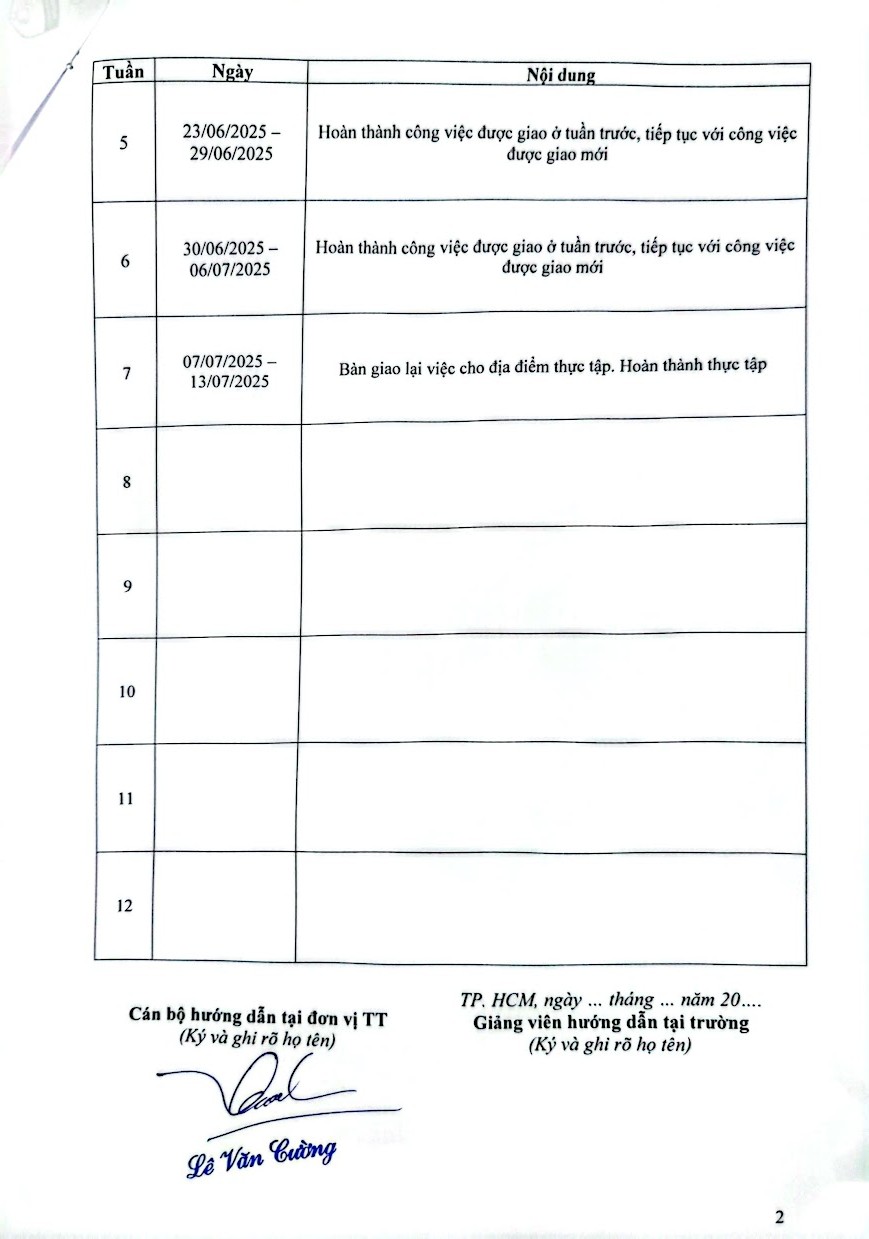 Tuần Ngày Nội dung
5
23/06/2025 –
29/06/2025
Hoàn thành công việc được giao ở tuần trước, tiếp tục với công việc
được giao mới
6
30/06/2025 –
06/07/2025
Hoàn thành công việc được giao ở tuần trước, tiếp tục với công việc
được giao mới
7
07/07/2025 –
13/07/2025
Bàn giao lại việc cho địa điểm thực tập. Hoàn thành thực tập
8
9
10
11
12
Cán bộ hướng dẫn tại đơn vị TT
(Ký và ghi rõ họ tên)
Lê Văn Cường
TP. HCM, ngày ... tháng ... năm 20....
Giảng viên hướng dẫn tại trường
(Ký và ghi rõ họ tên)
2